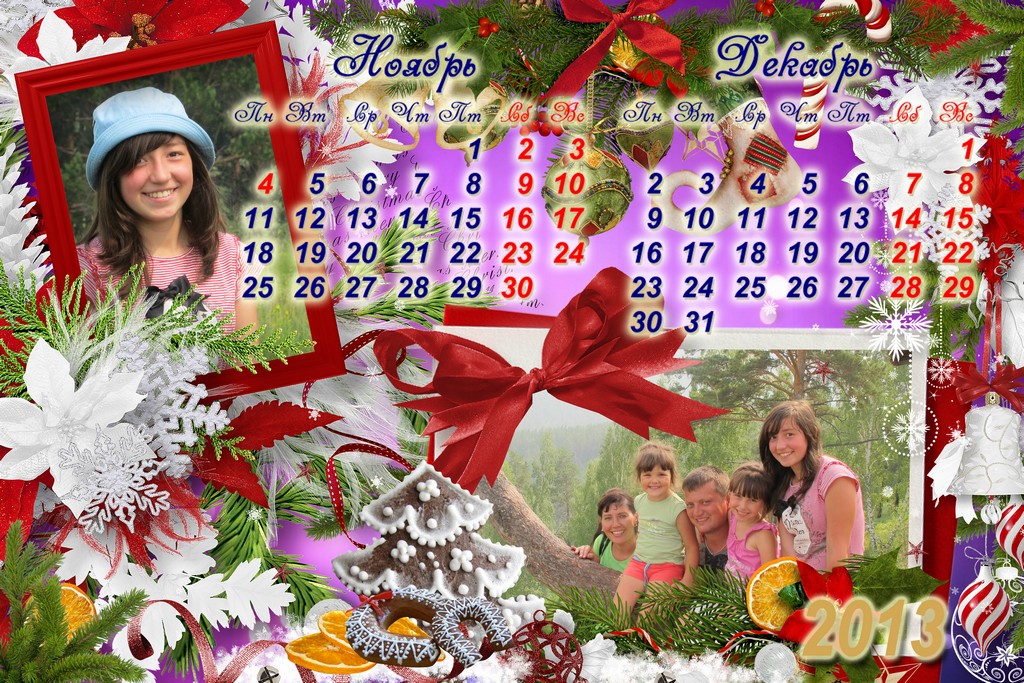 Ноябрь
Пн Вт Ср Чт Пт Сб Вс
1 2 3
4 5 6 7 8 9 10
11 12 13 14 15 16 17
18 19 20 21 22 23 24
25 26 27 28 29 30
Декабрь
Пн Вт Ср Чт Пт Сб Вс
1
2 3 4 5 6 7 8
9 10 11 12 13 14 15
16 17 18 19 20 21 22
23 24 25 26 27 28 29
30 31
2013